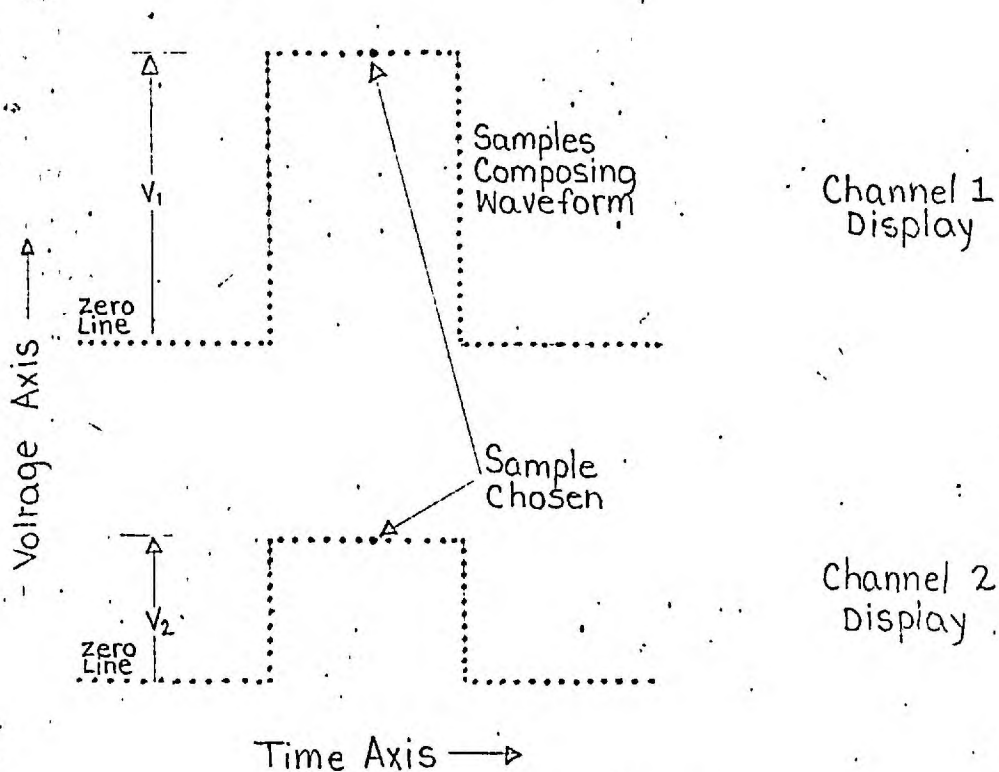 V1
Samples
Composing
Waveform
Channel 1
Display
Zero
Line
Voltage Axis
Sample
Chosen
V2
Channel 2
Display
Zero
Line
Time Axis